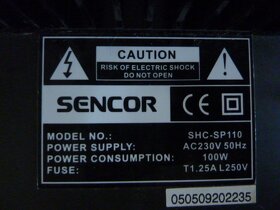 CAUTION
RISK OF ELECTRIC SHOCK
DO NOT OPEN
SENCOR CE
MODEL NO.: SHC-SP110
POWER SUPPLY: AC230V 50Hz
POWER CONSUMPTION: 100W
FUSE: T1.25A L250V
050509202235